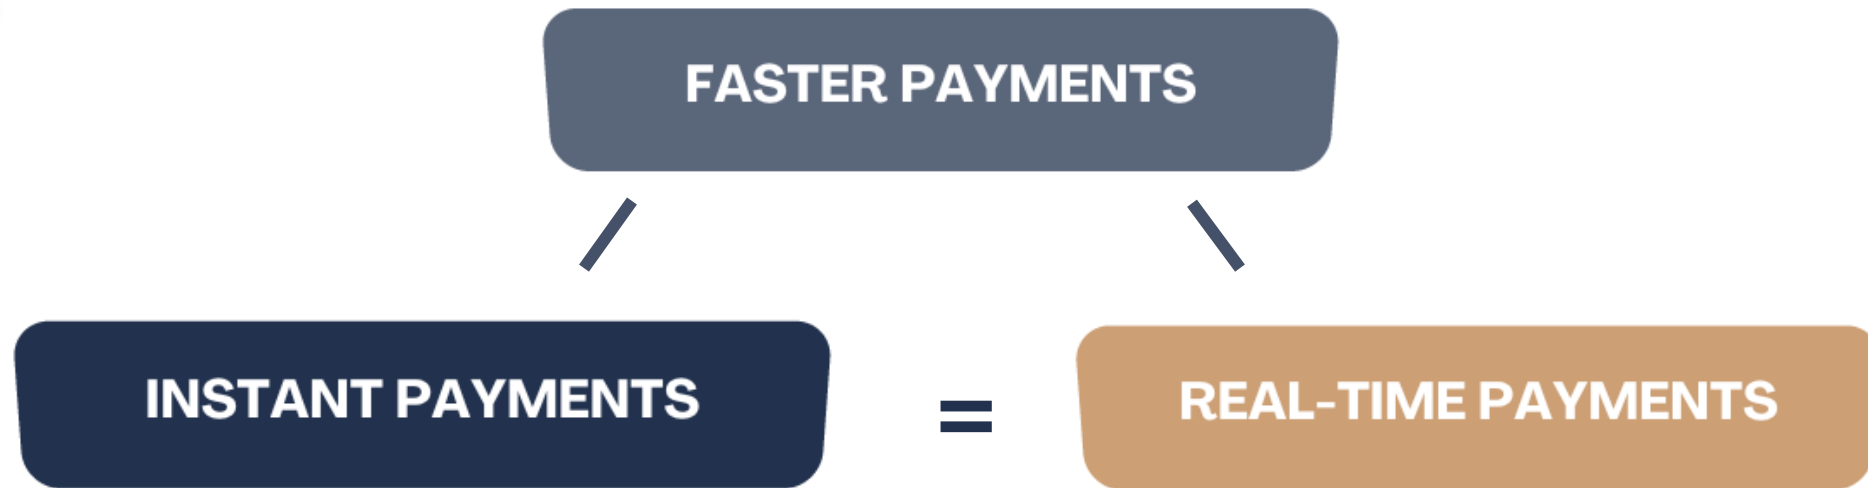 FASTER PAYMENTS
INSTANT PAYMENTS
=
REAL-TIME PAYMENTS